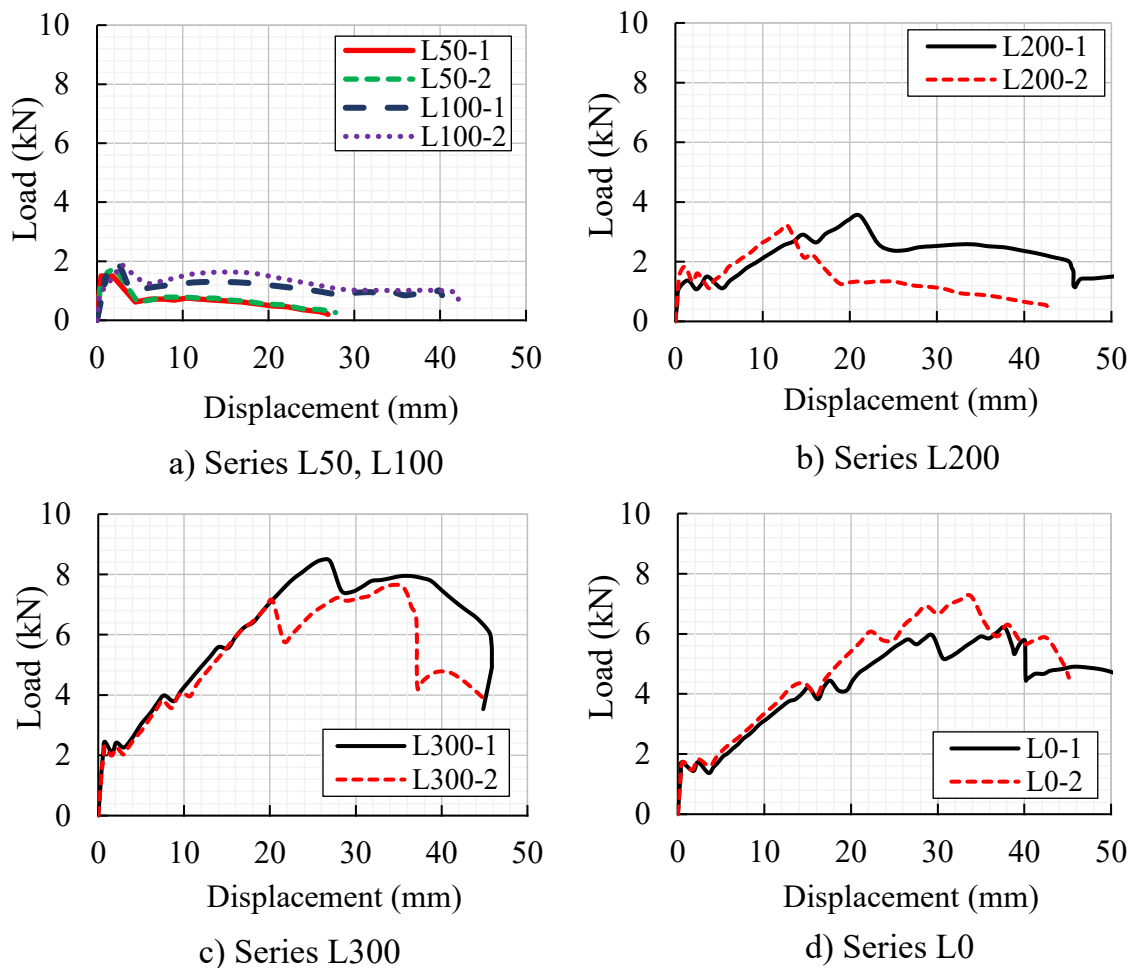 10
8
6
4
2
0
Load (kN)
L50-1
L50-2
L100-1
L100-2
0 10 20 30 40 50
Displacement (mm)
a) Series L50, L100
10
8
6
4
2
0
Load (kN)
L200-1
L200-2
0 10 20 30 40 50
Displacement (mm)
b) Series L200
10
8
6
4
2
0
Load (kN)
L300-1
L300-2
0 10 20 30 40 50
Displacement (mm)
c) Series L300
10
8
6
4
2
0
Load (kN)
L0-1
L0-2
0 10 20 30 40 50
Displacement (mm)
d) Series L0